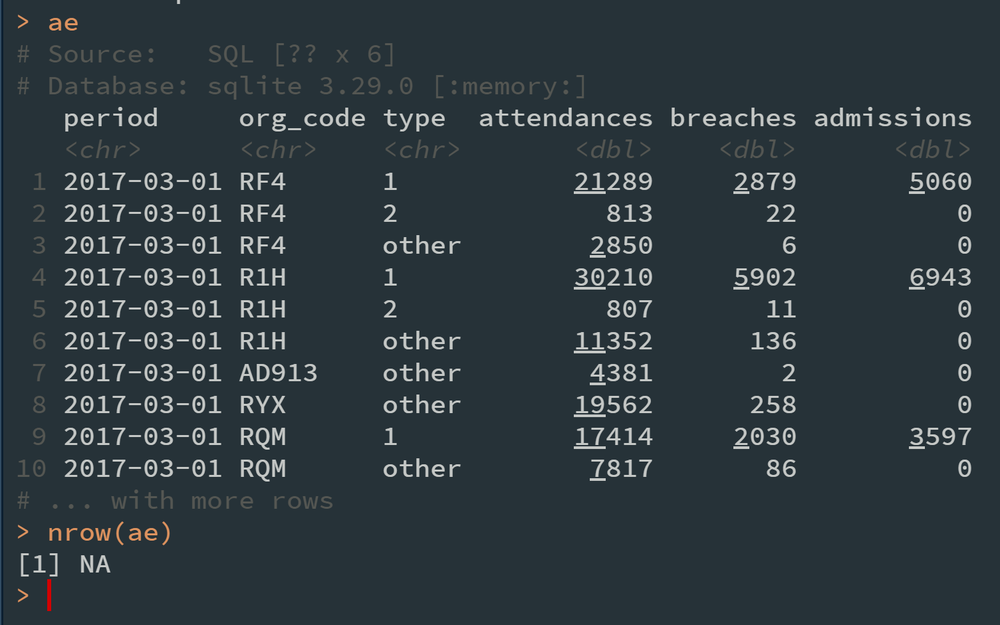 > ae
# Source:   SQL [?? x 6]
# Database: sqlite 3.29.0 [:memory:]
   period     org_code type  attendances breaches admissions
   <chr>      <chr>    <chr>       <dbl>    <dbl>      <dbl>
 1 2017-03-01 RF4      1           21289     2879       5060
 2 2017-03-01 RF4      2             813       22          0
 3 2017-03-01 RF4      other        2850        6          0
 4 2017-03-01 R1H      1           30210     5902       6943
 5 2017-03-01 R1H      2             807       11          0
 6 2017-03-01 R1H      other       11352      136          0
 7 2017-03-01 AD913    other        4381        2          0
 8 2017-03-01 RYX      other       19562      258          0
 9 2017-03-01 RQM      1           17414     2030       3597
10 2017-03-01 RQM      other        7817       86          0
# ... with more rows
> nrow(ae)
[1] NA
>